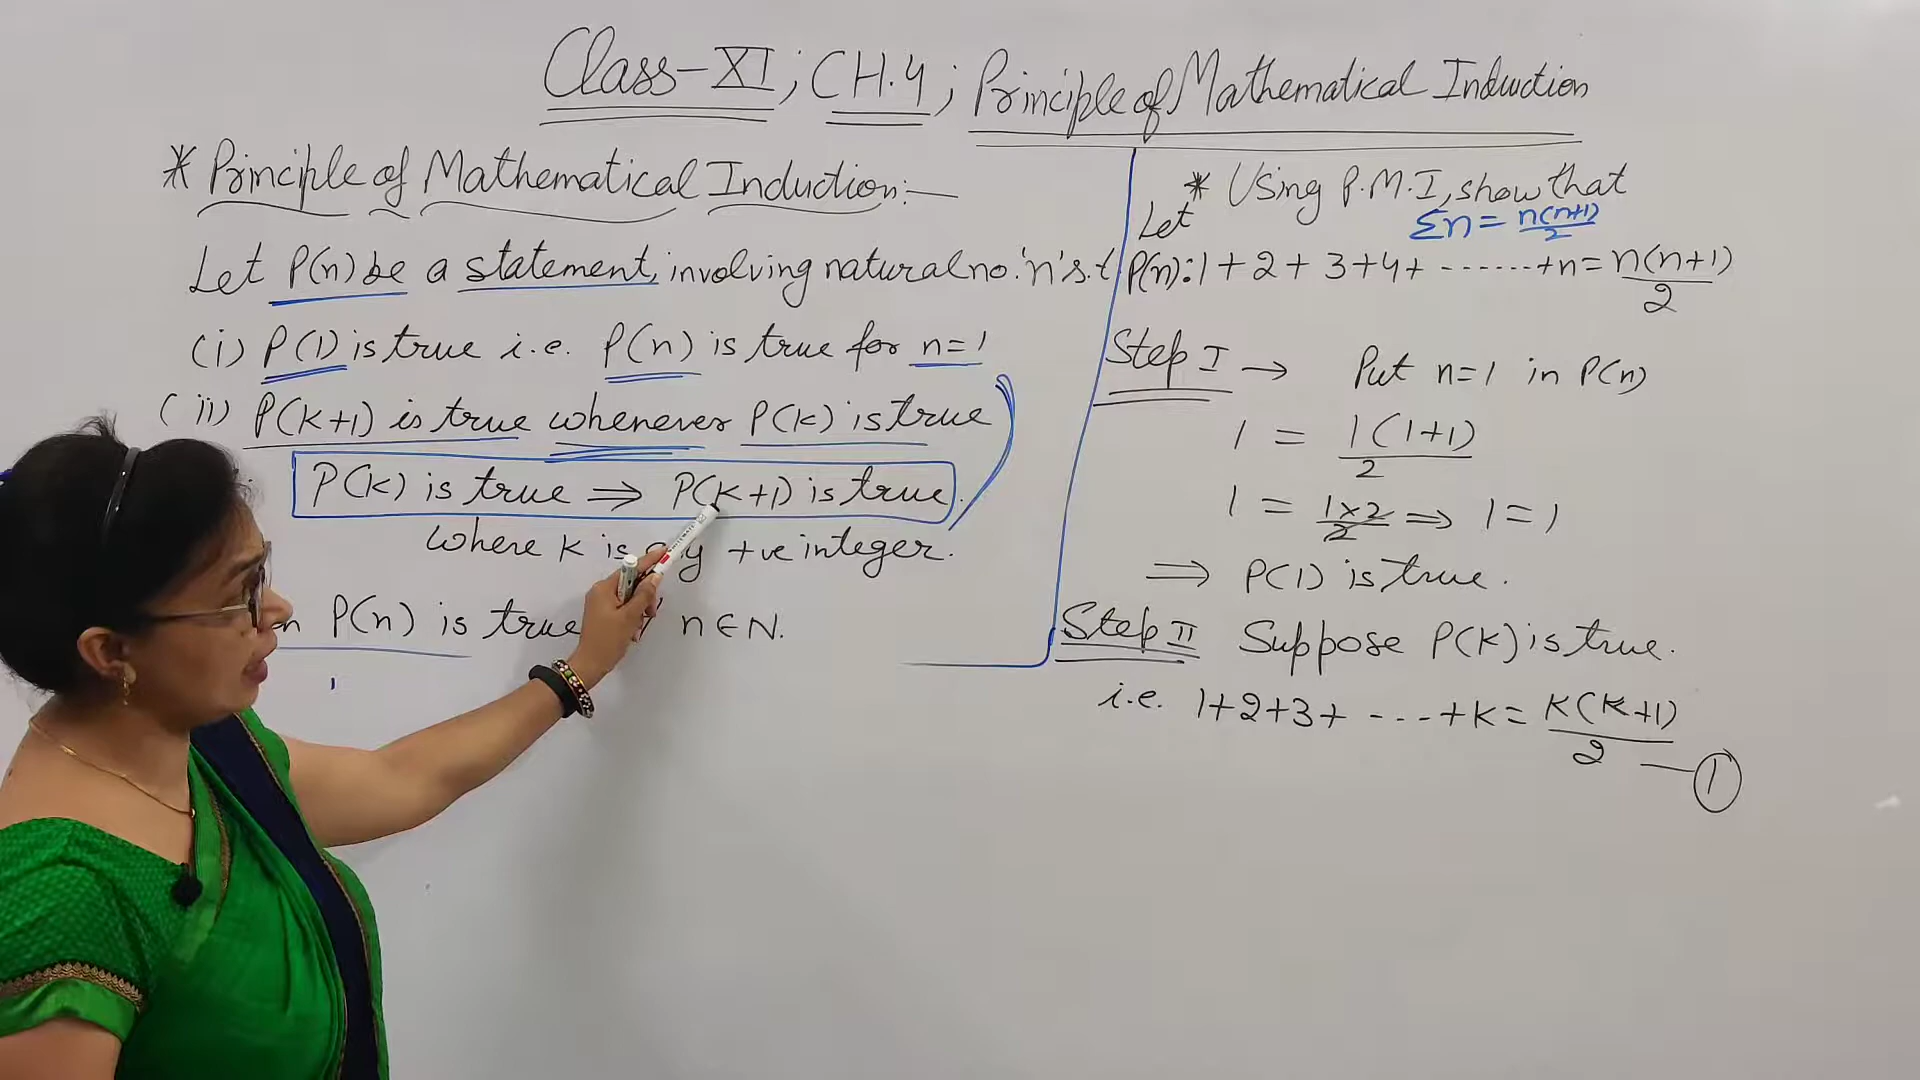 Class-XI; CH.4; Principle of Mathematical Induction
* Principle of Mathematical Induction:—
Let P(n) be a statement, involving natural no. 'n' s.t
(i) P(1) is true i.e. P(n) is true for n=1
(ii) P(K+1) is true whenever P(K) is true
P(K) is true ⇒ P(K+1) is true.
where K is any +ve integer.
P(n) is true ∀ n∈N.
* Using P.M.I, show that
Σn = n(n+1)/2
Let
P(n): 1+2+3+4+ ------- +n = n(n+1)/2
Step I → Put n=1 in P(n)
1 = 1(1+1)/2
1 = 1×2/2 ⇒ 1=1
⇒ P(1) is true.
Step II Suppose P(K) is true.
i.e. 1+2+3+ ---- +K = K(K+1)/2 — ①